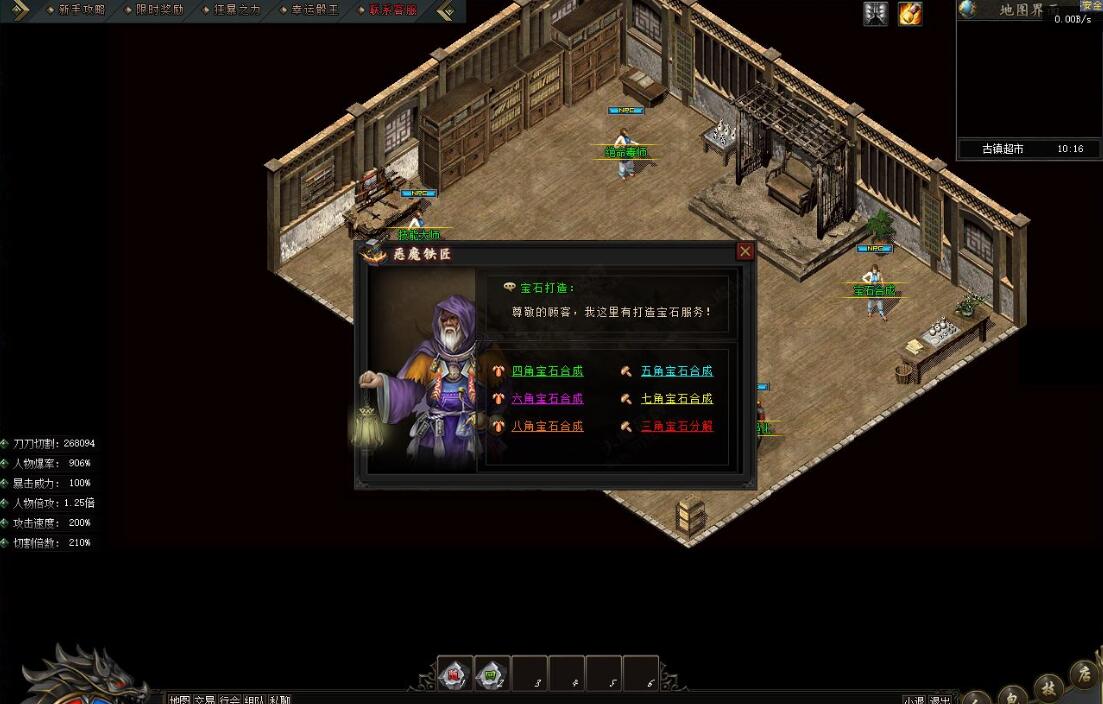 新手攻略 限时奖励 狂暴之力 幸运骰王 联系客服
安全
0.00B/s
古镇超市 10:16
NPC
绝命毒师
NPC
技能大师
NPC
宝石合成
恶魔铁匠
宝石打造：
尊敬的顾客，我这里有打造宝石服务！
四角宝石合成 五角宝石合成
六角宝石合成 七角宝石合成
八角宝石合成 三角宝石分解
刀刀切割：268094
人物爆率： 906%
暴击威力： 100%
人物倍攻：1.25倍
攻击速度： 200%
切割倍数： 210%
1 2 3 4 5 6
地图 交易 行会 组队 私聊
小退 退出
包 技 店